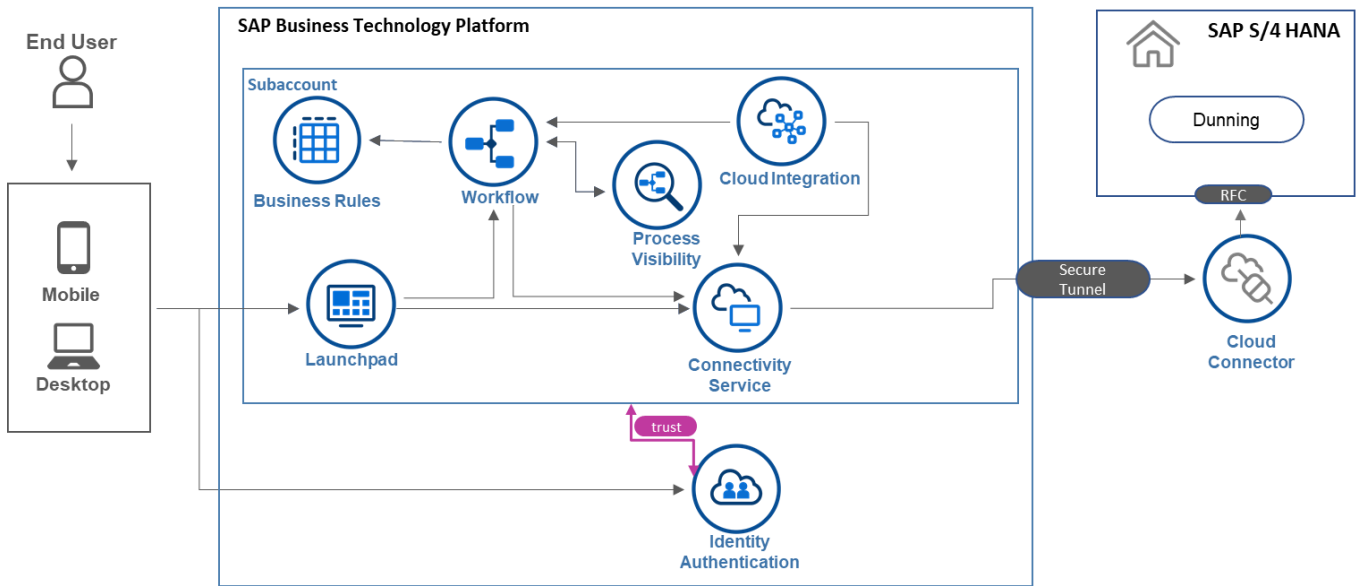 SAP Business Technology Platform
SAP S/4 HANA
End User
Subaccount
Dunning
Business Rules
Workflow
Cloud Integration
RFC
Process
Visibility
Mobile
Desktop
Launchpad
Connectivity
Service
Secure
Tunnel
Cloud
Connector
trust
Identity
Authentication